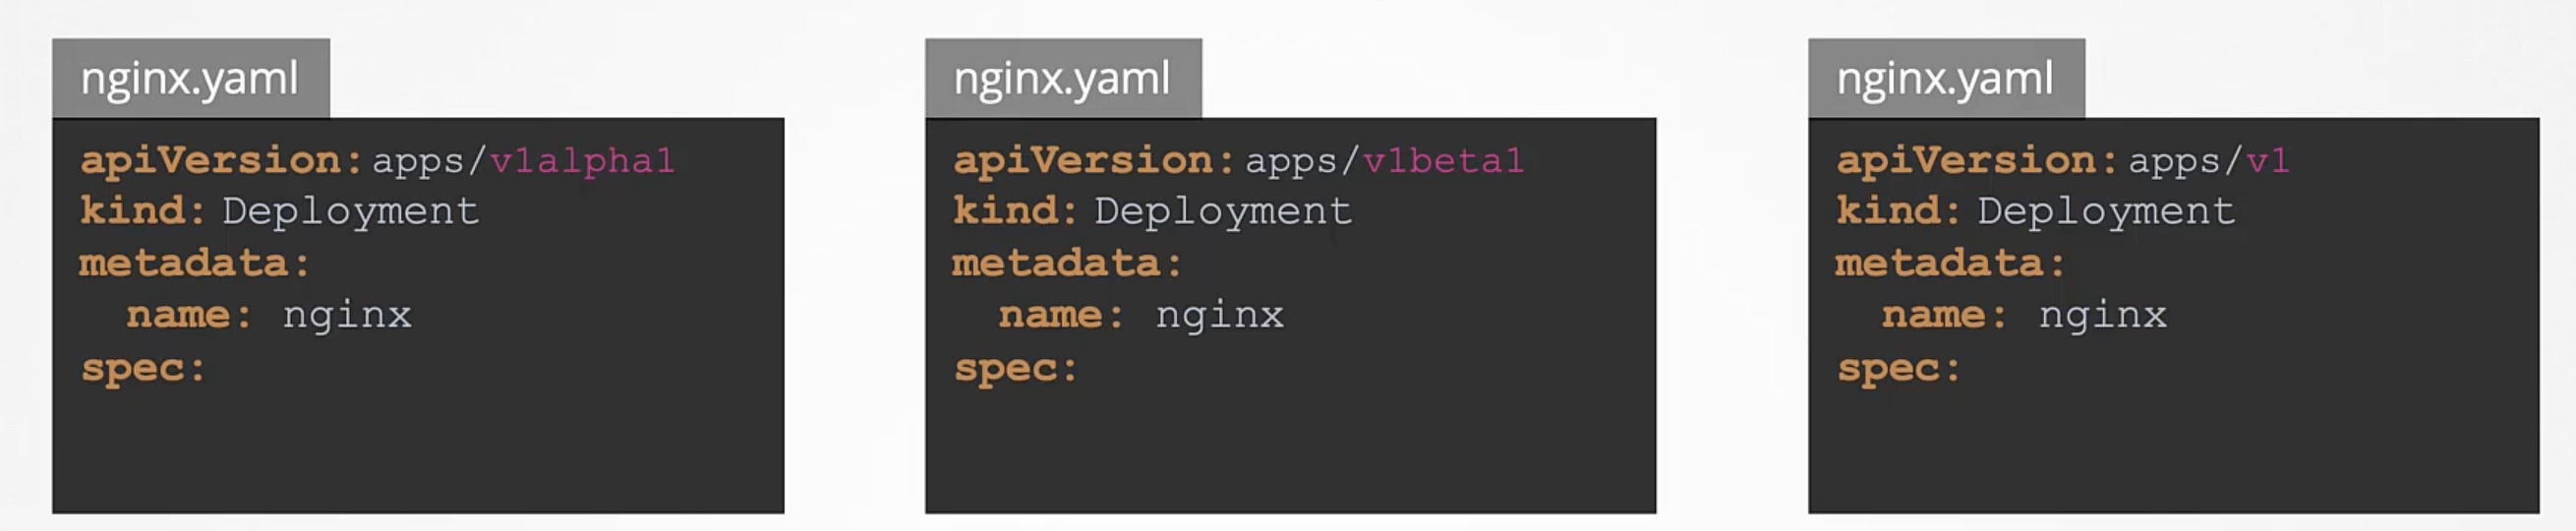 nginx.yaml
apiVersion: apps/v1alpha1
kind: Deployment
metadata:
  name: nginx
spec:
nginx.yaml
apiVersion: apps/v1beta1
kind: Deployment
metadata:
  name: nginx
spec:
nginx.yaml
apiVersion: apps/v1
kind: Deployment
metadata:
  name: nginx
spec: